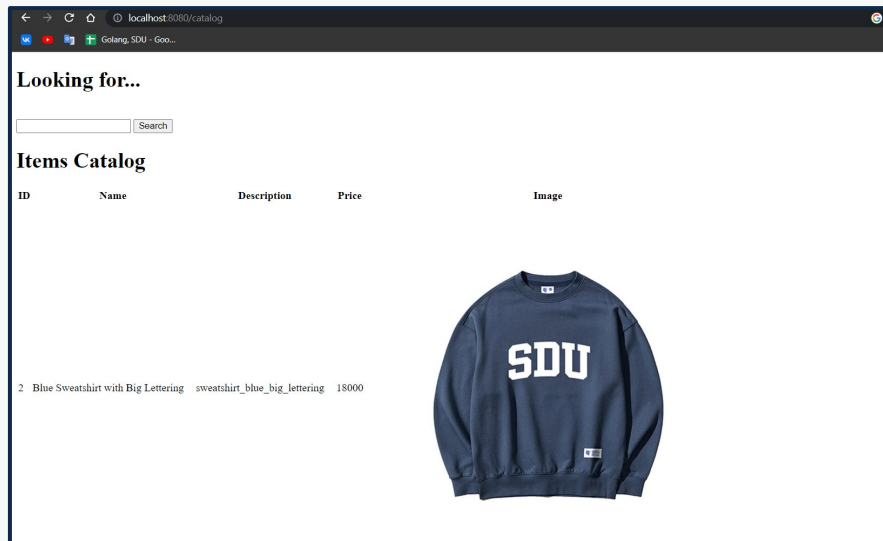 localhost:8080/catalog
Golang, SDU - Goo...
Looking for...
Search
Items Catalog
ID Name Description Price Image
2 Blue Sweatshirt with Big Lettering sweatshirt_blue_big_lettering 18000
SDU